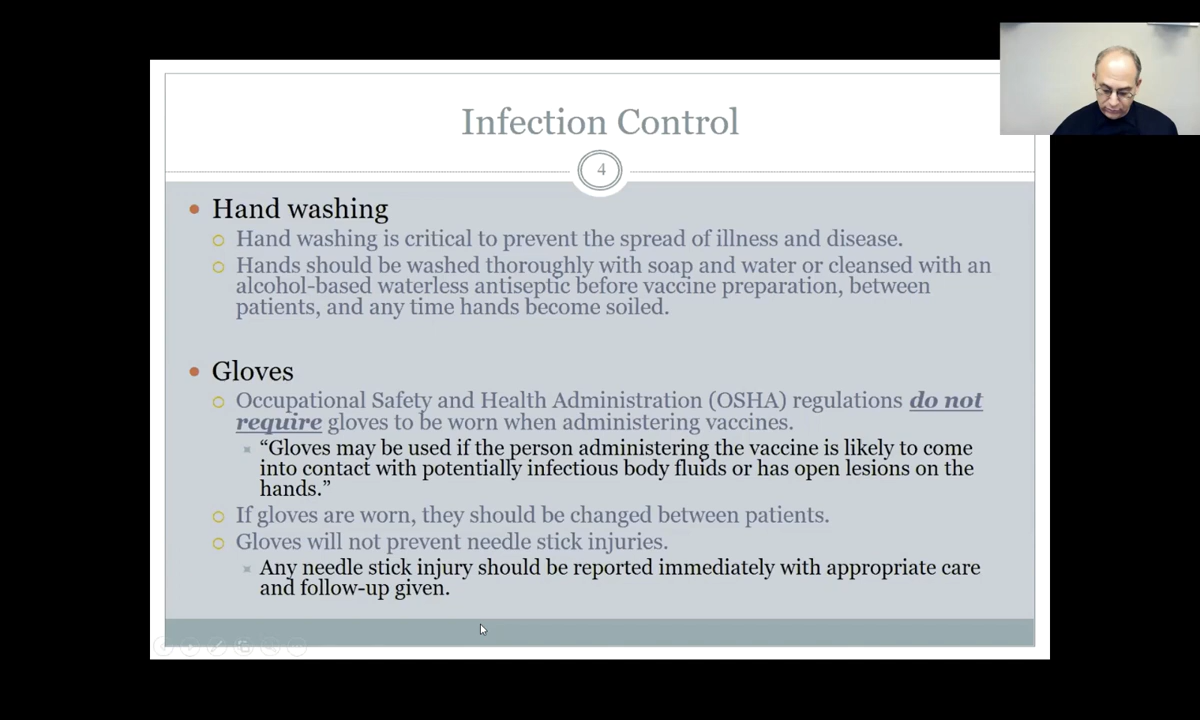 Infection Control
4
Hand washing
Hand washing is critical to prevent the spread of illness and disease.
Hands should be washed thoroughly with soap and water or cleansed with an
alcohol-based waterless antiseptic before vaccine preparation, between
patients, and any time hands become soiled.
Gloves
Occupational Safety and Health Administration (OSHA) regulations do not
require gloves to be worn when administering vaccines.
“Gloves may be used if the person administering the vaccine is likely to come
into contact with potentially infectious body fluids or has open lesions on the
hands.”
If gloves are worn, they should be changed between patients.
Gloves will not prevent needle stick injuries.
Any needle stick injury should be reported immediately with appropriate care
and follow-up given.